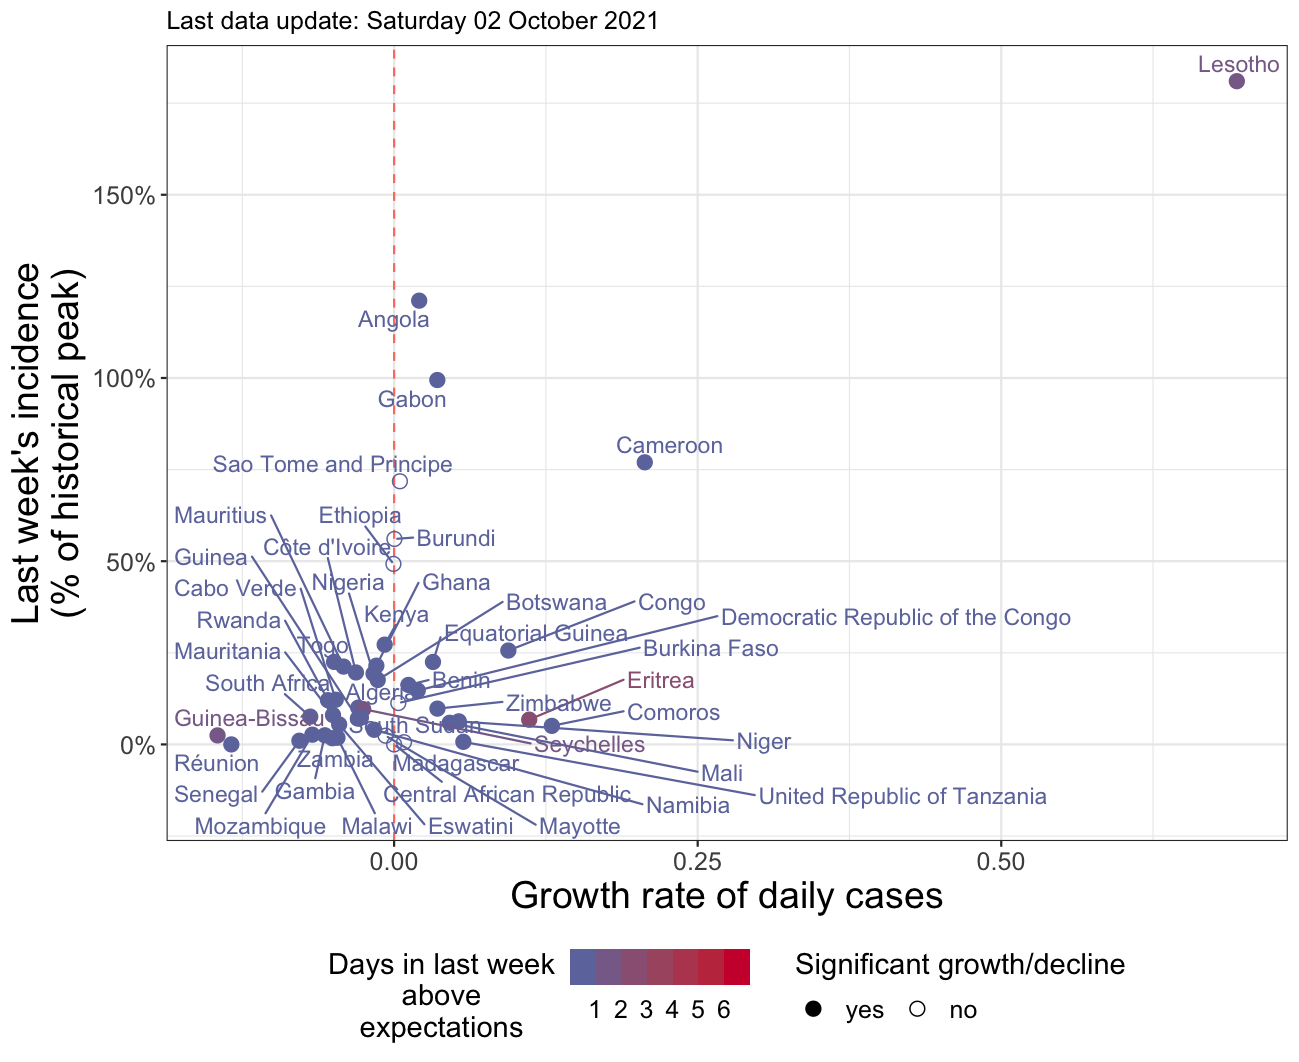 Last data update: Saturday 02 October 2021
Last week's incidence
(% of historical peak)
150%
100%
50%
0%
Lesotho
Angola
Gabon
Cameroon
Sao Tome and Principe
Mauritius
Ethiopia
Burundi
Côte d'Ivoire
Guinea
Nigeria
Ghana
Cabo Verde
Botswana
Congo
Kenya
Rwanda
Democratic Republic of the Congo
Equatorial Guinea
Togo
Burkina Faso
Mauritania
Benin
Eritrea
South Africa
Algeria
Zimbabwe
Comoros
Guinea-Bissau
South Sudan
Niger
Seychelles
Réunion
Zambia
Madagascar
Mali
Senegal
Gambia
Central African Republic
United Republic of Tanzania
Namibia
Mozambique
Malawi
Eswatini
Mayotte
0.00
0.25
0.50
Growth rate of daily cases
Days in last week
above
expectations
1 2 3 4 5 6
Significant growth/decline
yes
no